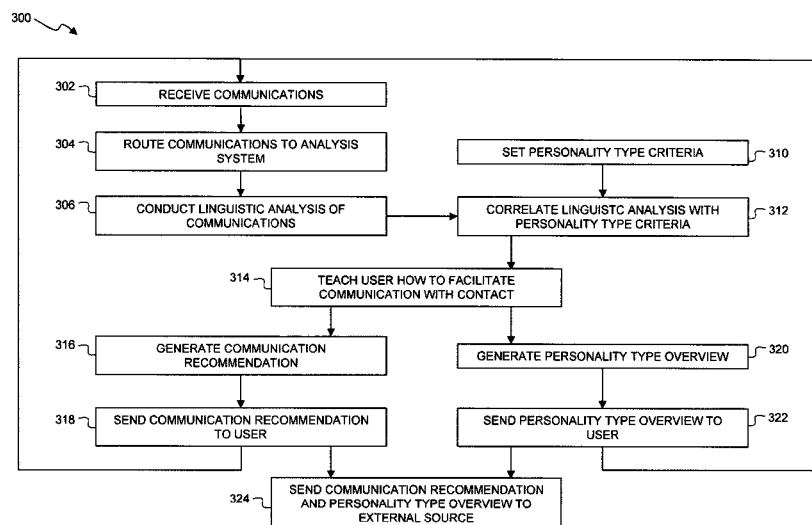 300
302
RECEIVE COMMUNICATIONS
304
ROUTE COMMUNICATIONS TO ANALYSIS
SYSTEM
SET PERSONALITY TYPE CRITERIA
310
306
CONDUCT LINGUISTIC ANALYSIS OF
COMMUNICATIONS
CORRELATE LINGUISTC ANALYSIS WITH
PERSONALITY TYPE CRITERIA
312
314
TEACH USER HOW TO FACILITATE
COMMUNICATION WITH CONTACT
316
GENERATE COMMUNICATION
RECOMMENDATION
GENERATE PERSONALITY TYPE OVERVIEW
320
318
SEND COMMUNICATION RECOMMENDATION
TO USER
SEND PERSONALITY TYPE OVERVIEW TO
USER
322
324
SEND COMMUNICATION RECOMMENDATION
AND PERSONALITY TYPE OVERVIEW TO
EXTERNAL SOURCE